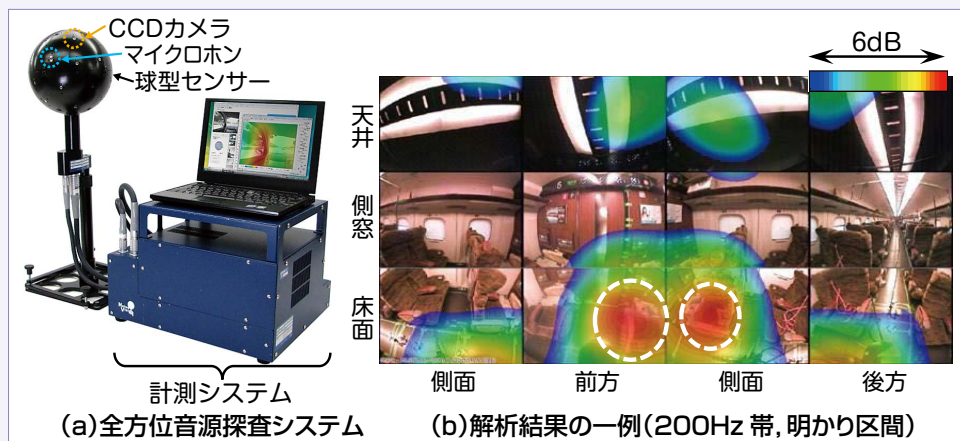 CCDカメラ
マイクロホン
球型センサー
6dB
天井
側窓
床面
側面
前方
側面
後方
計測システム
(a)全方位音源探査システム
(b)解析結果の一例(200Hz帯,明かり区間)